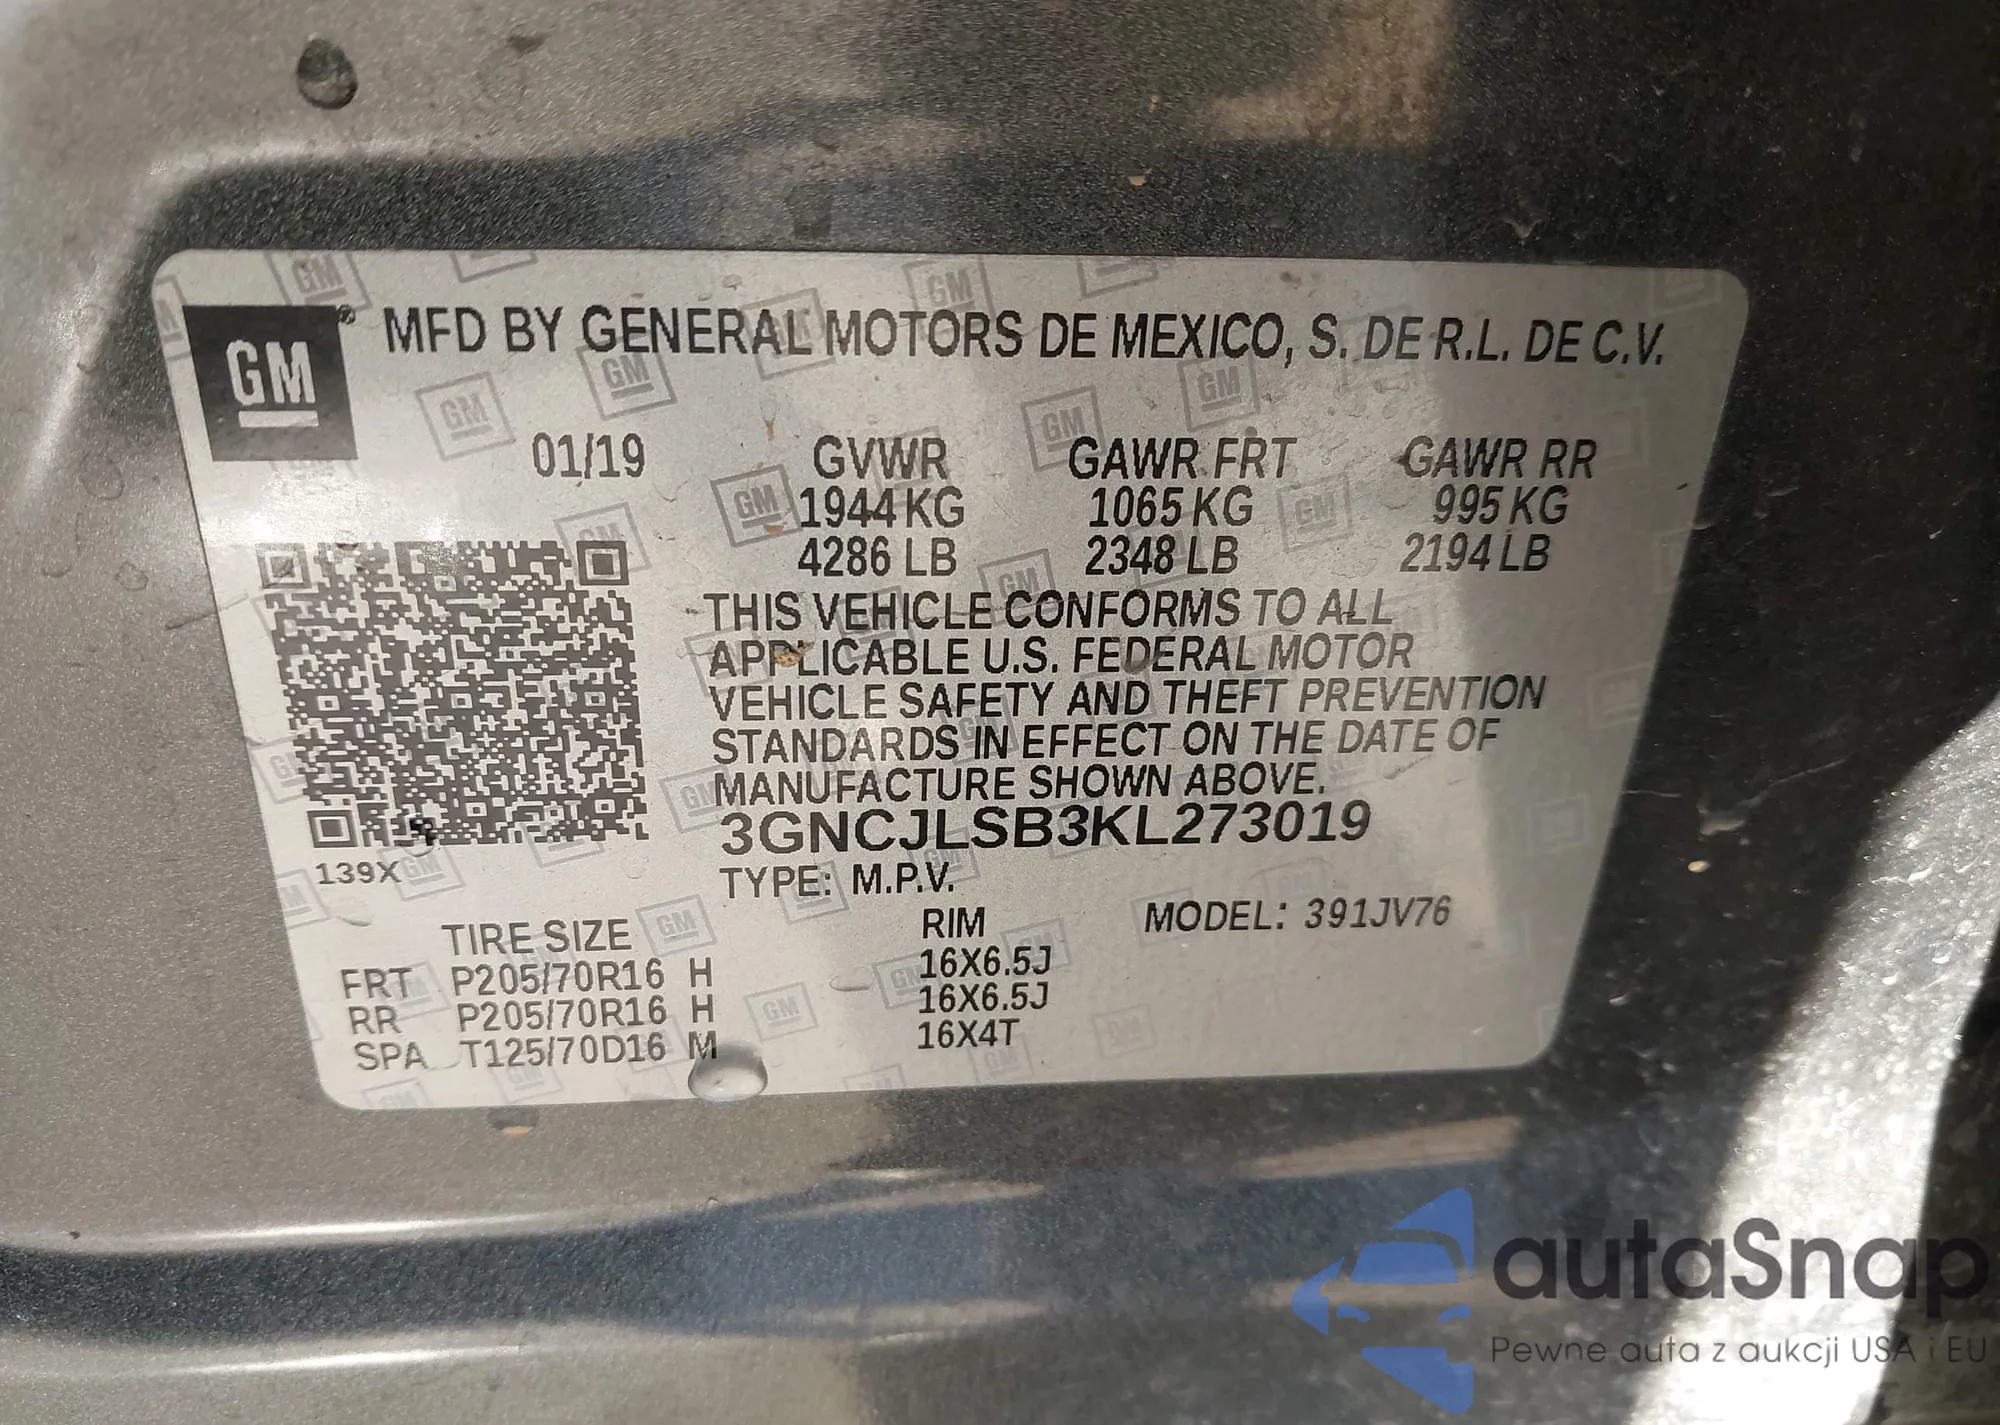 GM® MFD BY GENERAL MOTORS DE MEXICO, S. DE R.L. DE C.V.
01/19 GVWR GAWR FRT GAWR RR
1944 KG 1065 KG 995 KG
4286 LB 2348 LB 2194 LB
THIS VEHICLE CONFORMS TO ALL
APPLICABLE U.S. FEDERAL MOTOR
VEHICLE SAFETY AND THEFT PREVENTION
STANDARDS IN EFFECT ON THE DATE OF
MANUFACTURE SHOWN ABOVE.
3GNCJLSB3KL273019
139X
TYPE: M.P.V.
TIRE SIZE RIM MODEL: 391JV76
FRT P205/70R16 H 16X6.5J
RR P205/70R16 H 16X6.5J
SPA T125/70D16 M 16X4T
autaSnap
Pewne auta z aukcji USA i EU